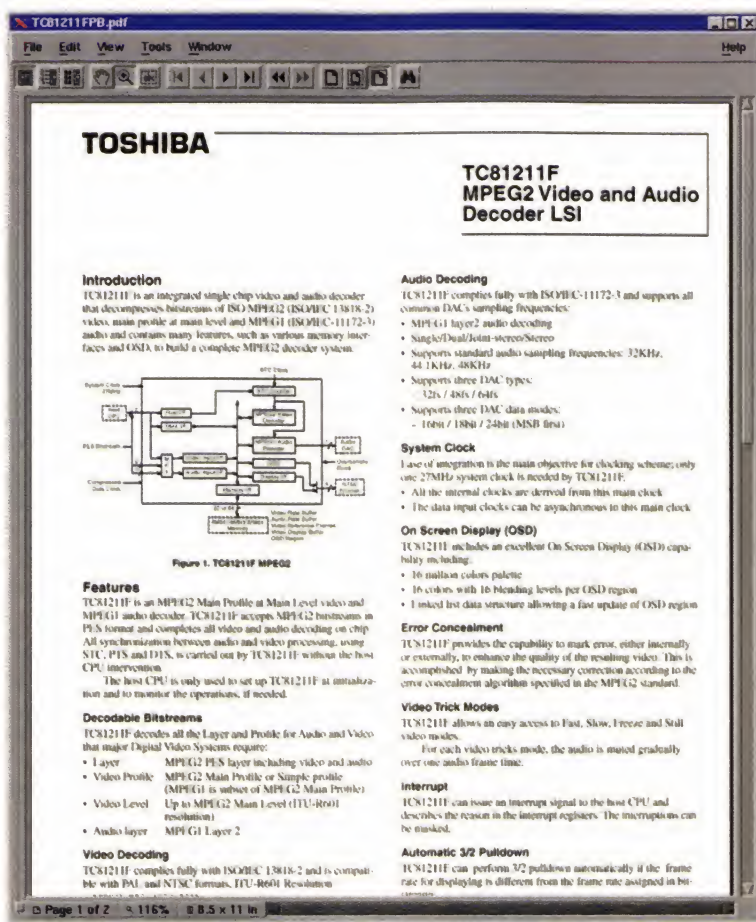 TC81211FPB.pdf
File Edit View Tools Window Help
TOSHIBA
TC81211F
MPEG2 Video and Audio
Decoder LSI
Introduction
TC81211F is an integrated single chip video and audio decoder
that decompresses bitstreams of ISO MPEG2 (ISO/IEC 13818-2)
video, main profile at main level and MPEG1 (ISO/IEC-11172-3)
audio and contains many features, such as various memory inter-
faces and OSD, to build a complete MPEG2 decoder system.
System Clock
PES Bitstream
Compressed
Data Clock
Audio
DAC
Memory I/F
Memory
Video Rate Buffer
Audio Rate Buffer
Video Reference Frames
Video Display Buffer
OSD Region
Figure 1. TC81211F MPEG2
Features
TC81211F is an MPEG2 Main Profile at Main Level video and
MPEG1 audio decoder. TC81211F accepts MPEG2 bitstreams in
PES format and completes all video and audio decoding on chip.
All synchronization between audio and video processing, using
STC, PTS and DTS, is carried out by TC81211F without the host
CPU intervention.
The host CPU is only used to set up TC81211F at initializa-
tion and to monitor the operations, if needed.
Decodable Bitstreams
TC81211F decodes all the Layer and Profile for Audio and Video
that major Digital Video Systems require:
• Layer MPEG2 PES layer including video and audio
• Video Profile MPEG2 Main Profile or Simple profile
(MPEG1 is subset of MPEG2 Main Profile)
• Video Level Up to MPEG2 Main Level (ITU-R601
resolution)
• Audio layer MPEG1 Layer 2
Video Decoding
TC81211F complies fully with ISO/IEC 13818-2 and is compati-
ble with PAL and NTSC formats, ITU-R601 Resolution
Audio Decoding
TC81211F complies fully with ISO/IEC-11172-3 and supports all
common DACs sampling frequencies:
• MPEG1 layer2 audio decoding
• Single/Dual/Joint-stereo/Stereo
• Supports standard audio sampling frequencies: 32KHz,
44.1KHz, 48KHz
• Supports three DAC types:
- 32fs / 48fs / 64fs
• Supports three DAC data modes:
- 16bit / 18bit / 24bit (MSB first)
System Clock
Ease of integration is the main objective for clocking scheme; only
one 27MHz system clock is needed by TC81211F.
• All the internal clocks are derived from this main clock
• The data input clocks can be asynchronous to this main clock
On Screen Display (OSD)
TC81211F includes an excellent On Screen Display (OSD) capa-
bility including:
• 16 million colors palette
• 16 colors with 16 blending levels per OSD region
• Linked list data structure allowing a fast update of OSD region
Error Concealment
TC81211F provides the capability to mark error, either internally
or externally, to enhance the quality of the resulting video. This is
accomplished by making the necessary correction according to the
error concealment algorithm specified in the MPEG2 standard.
Video Trick Modes
TC81211F allows an easy access to Fast, Slow, Freeze and Still
video modes.
For each video tricks mode, the audio is muted gradually
over one audio frame time.
Interrupt
TC81211F can issue an interrupt signal to the host CPU and
describes the reason in the interrupt registers. The interruptions can
be masked.
Automatic 3/2 Pulldown
TC81211F can perform 3/2 pulldown automatically if the frame
rate for displaying is different from the frame rate assigned in bit-
Page 1 of 2 116% 8.5 x 11 in